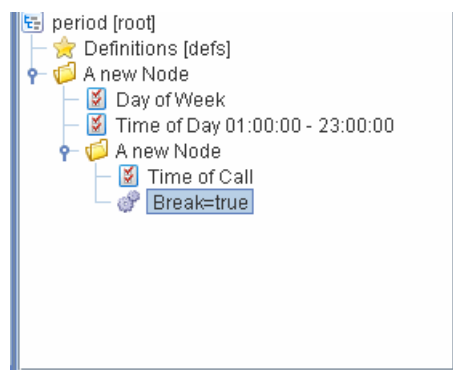 period [root]
Definitions [defs]
A new Node
Day of Week
Time of Day 01:00:00 - 23:00:00
A new Node
Time of Call
Break=true